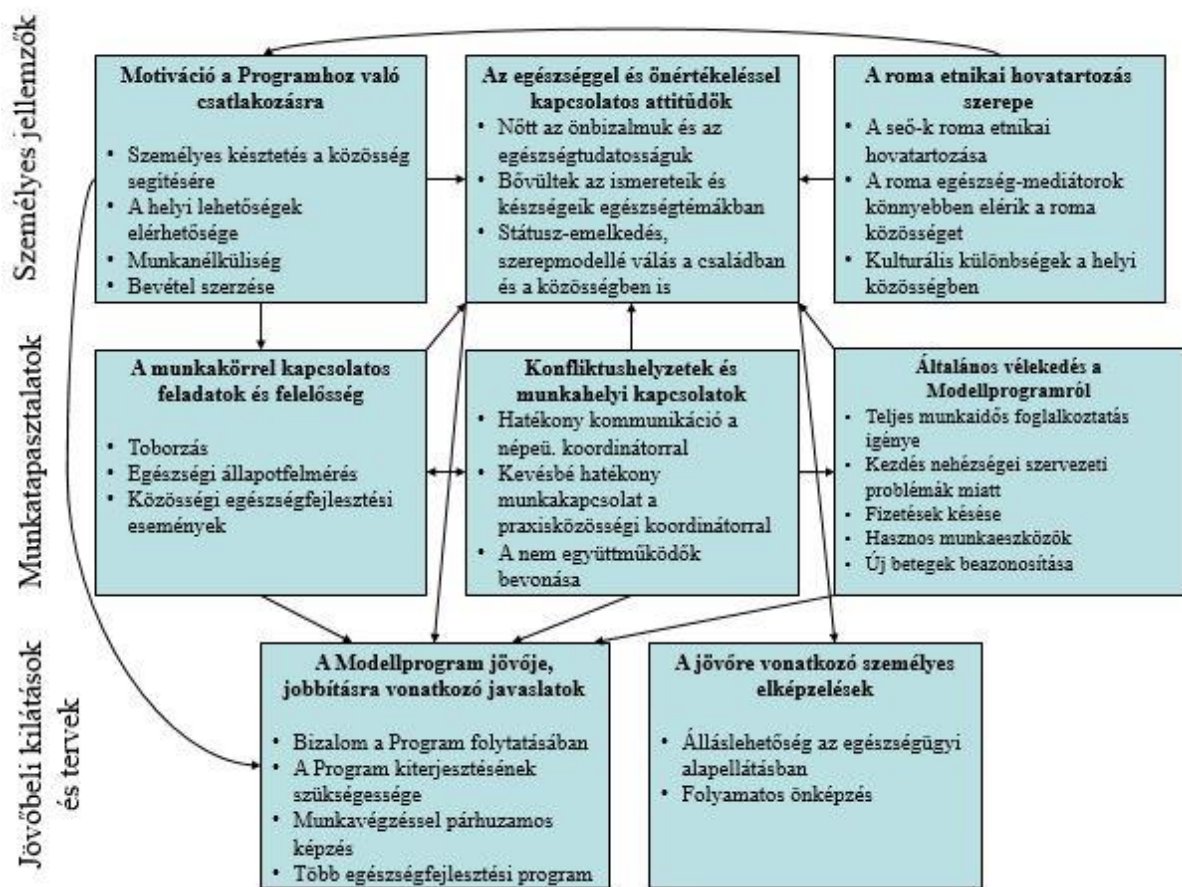 Személyes jellemzők
Motiváció a Programhoz való
csatlakozásra
• Személyes késztetés a közösség
segítésére
• A helyi lehetőségek
elérhetősége
• Munkanélküliség
• Bevétel szerzése
Az egészséggel és önértékeléssel
kapcsolatos attitűdök
• Nőtt az önbizalmuk és az
egészségtudatosságuk
• Bővültek az ismereteik és
készségeik egészségtémákban
• Státusz-emelkedés,
szerepmodellé válás a családban
és a közösségben is
A roma etnikai hovatartozás
szerepe
• A seő-k roma etnikai
hovatartozása
• A roma egészség-mediátorok
könnyebben elérik a roma
közösséget
• Kulturális különbségek a helyi
közösségben
Munkatapasztalatok
A munkakörrel kapcsolatos
feladatok és felelősség
• Toborzás
• Egészségi állapotfelmérés
• Közösségi egészségfejlesztési
események
Konfliktushelyzetek és
munkahelyi kapcsolatok
• Hatékony kommunikáció a
népeü. koordinátorral
• Kevésbé hatékony
munkakapcsolat a
praxisközösségi koordinátorral
• A nem együttműködők
bevonása
Általános vélekedés a
Modellprogramról
• Teljes munkaidős foglalkoztatás
igénye
• Kezdés nehézségei szervezeti
problémák miatt
• Fizetések késése
• Hasznos munkaeszközök
• Új betegek beazonosítása
Jövőbeli kilátások
és tervek
A Modellprogram jövője,
jobbításra vonatkozó javaslatok
• Bizalom a Program folytatásában
• A Program kiterjesztésének
szükségessége
• Munkavégzéssel párhuzamos
képzés
• Több egészségfejlesztési program
A jövőre vonatkozó személyes
elképzelések
• Álláslehetőség az egészségügyi
alapellátásban
• Folyamatos önképzés